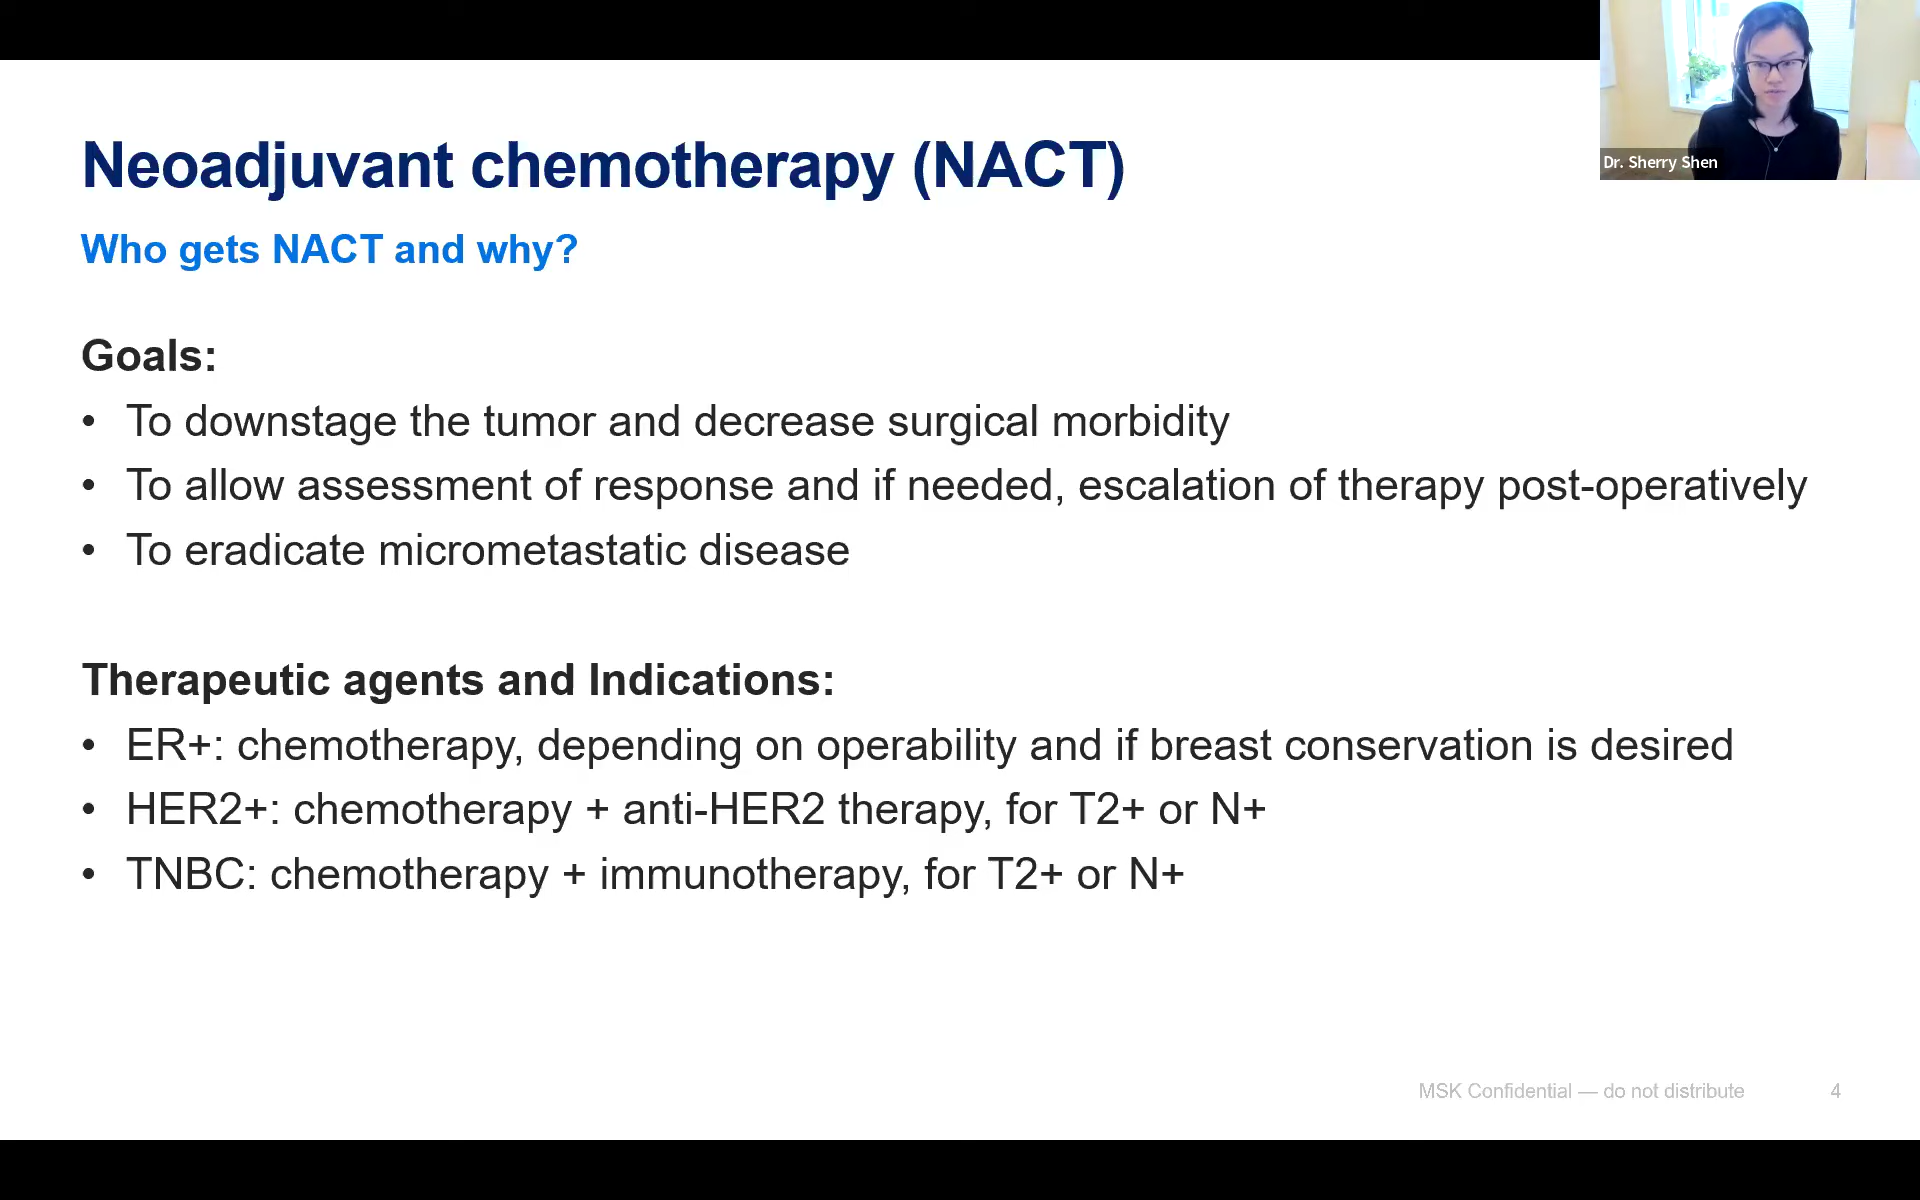 Dr. Sherry Shen
Neoadjuvant chemotherapy (NACT)
Who gets NACT and why?
Goals:
• To downstage the tumor and decrease surgical morbidity
• To allow assessment of response and if needed, escalation of therapy post-operatively
• To eradicate micrometastatic disease
Therapeutic agents and Indications:
• ER+: chemotherapy, depending on operability and if breast conservation is desired
• HER2+: chemotherapy + anti-HER2 therapy, for T2+ or N+
• TNBC: chemotherapy + immunotherapy, for T2+ or N+
MSK Confidential — do not distribute 4